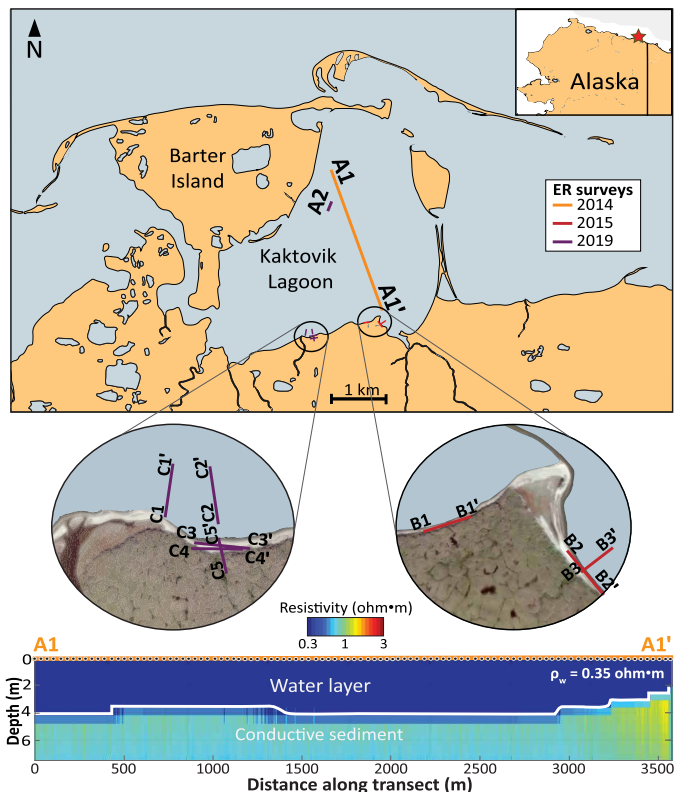 N
Alaska
Barter
Island
A1
A2
ER surveys
2014
2015
2019
Kaktovik
Lagoon
A1'
1 km
C1'
C2'
C1
C2
C5'
C3
C3'
C4
C4'
C5
B1
B1'
B2
B3'
B3
B2'
Resistivity (ohm•m)
0.3 1 3
A1 A1'
ρw = 0.35 ohm•m
Water layer
Conductive sediment
Depth (m)
0
2
4
6
0 500 1000 1500 2000 2500 3000 3500
Distance along transect (m)